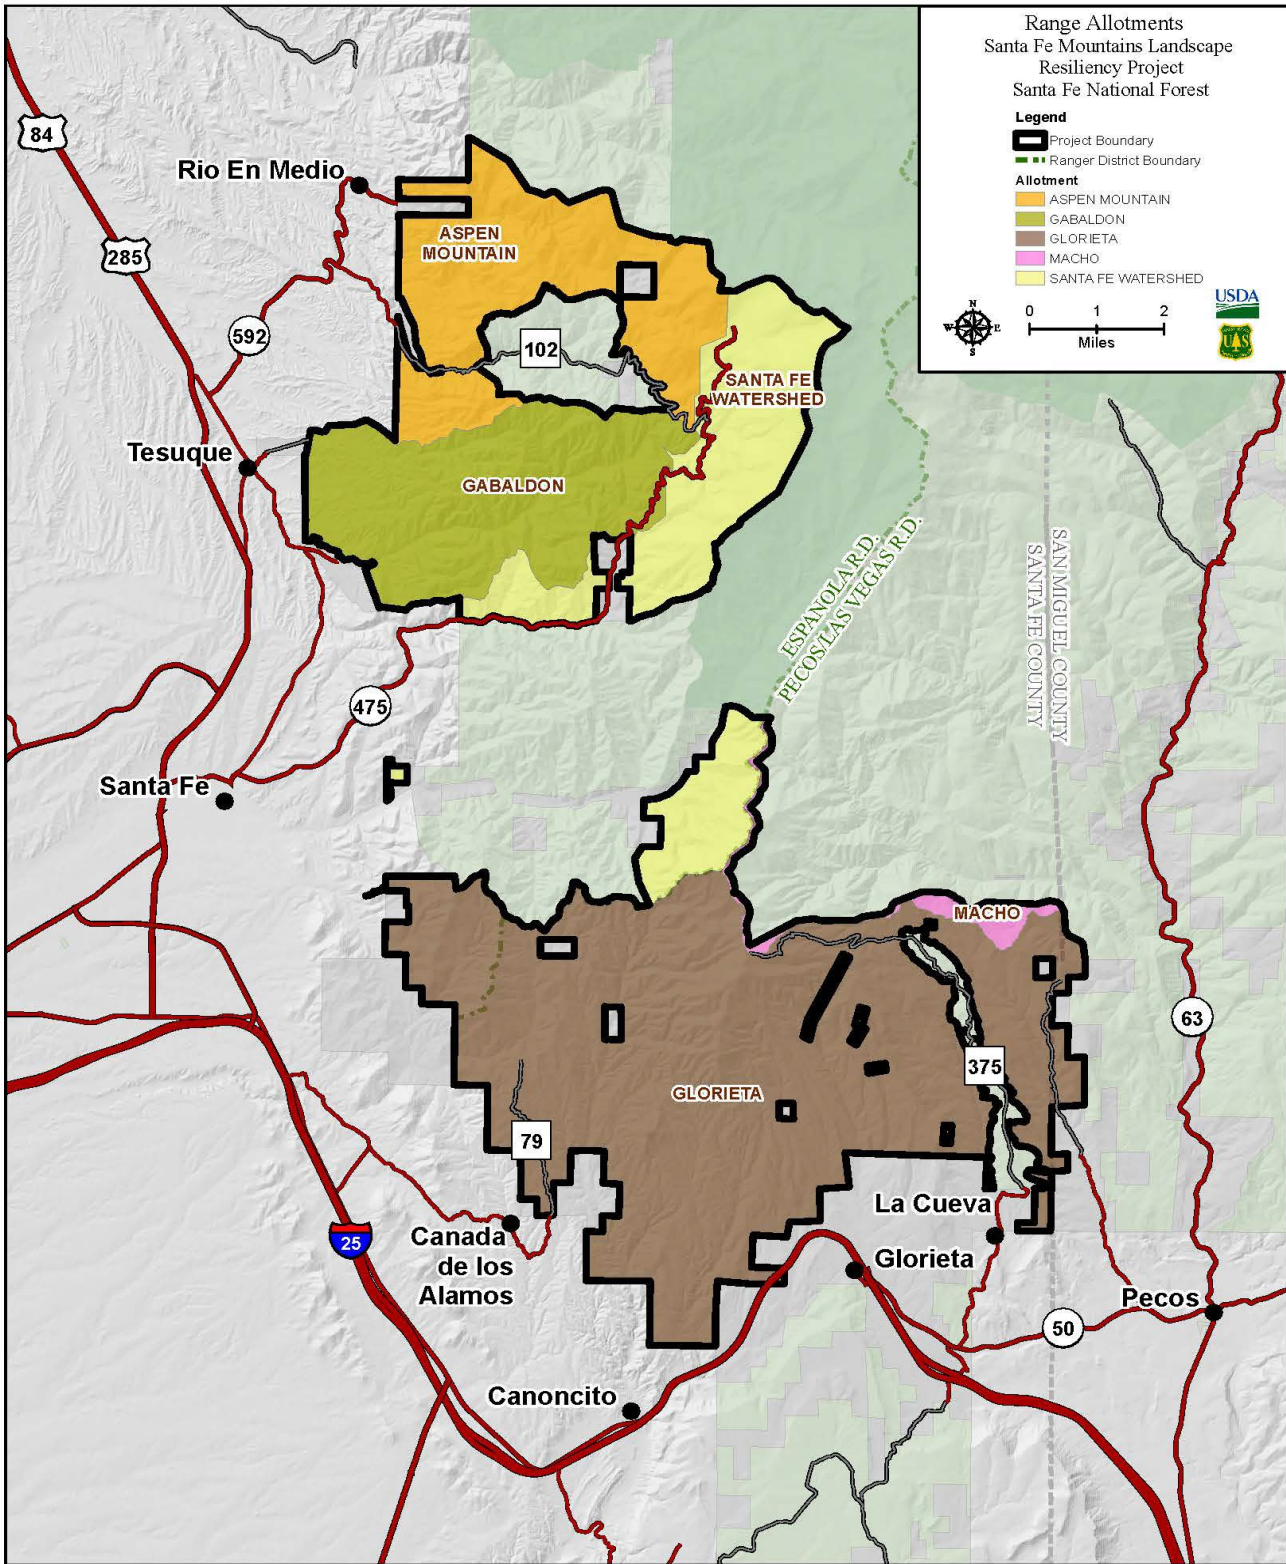 Range Allotments
Santa Fe Mountains Landscape
Resiliency Project
Santa Fe National Forest
Legend
Project Boundary
Ranger District Boundary
Allotment
ASPEN MOUNTAIN
GABALDON
GLORIETA
MACHO
SANTA FE WATERSHED
N
W E
S
0 1 2
Miles
USDA
U S
84
Rio En Medio
285
ASPEN
MOUNTAIN
592
102
SANTA FE
WATERSHED
Tesuque
GABALDON
ESPANOLA R.D.
PECOS/LAS VEGAS R.D.
SAN MIGUEL COUNTY
SANTA FE COUNTY
475
Santa Fe
MACHO
63
375
GLORIETA
79
La Cueva
25
Canada
de los
Alamos
Glorieta
Pecos
50
Canoncito